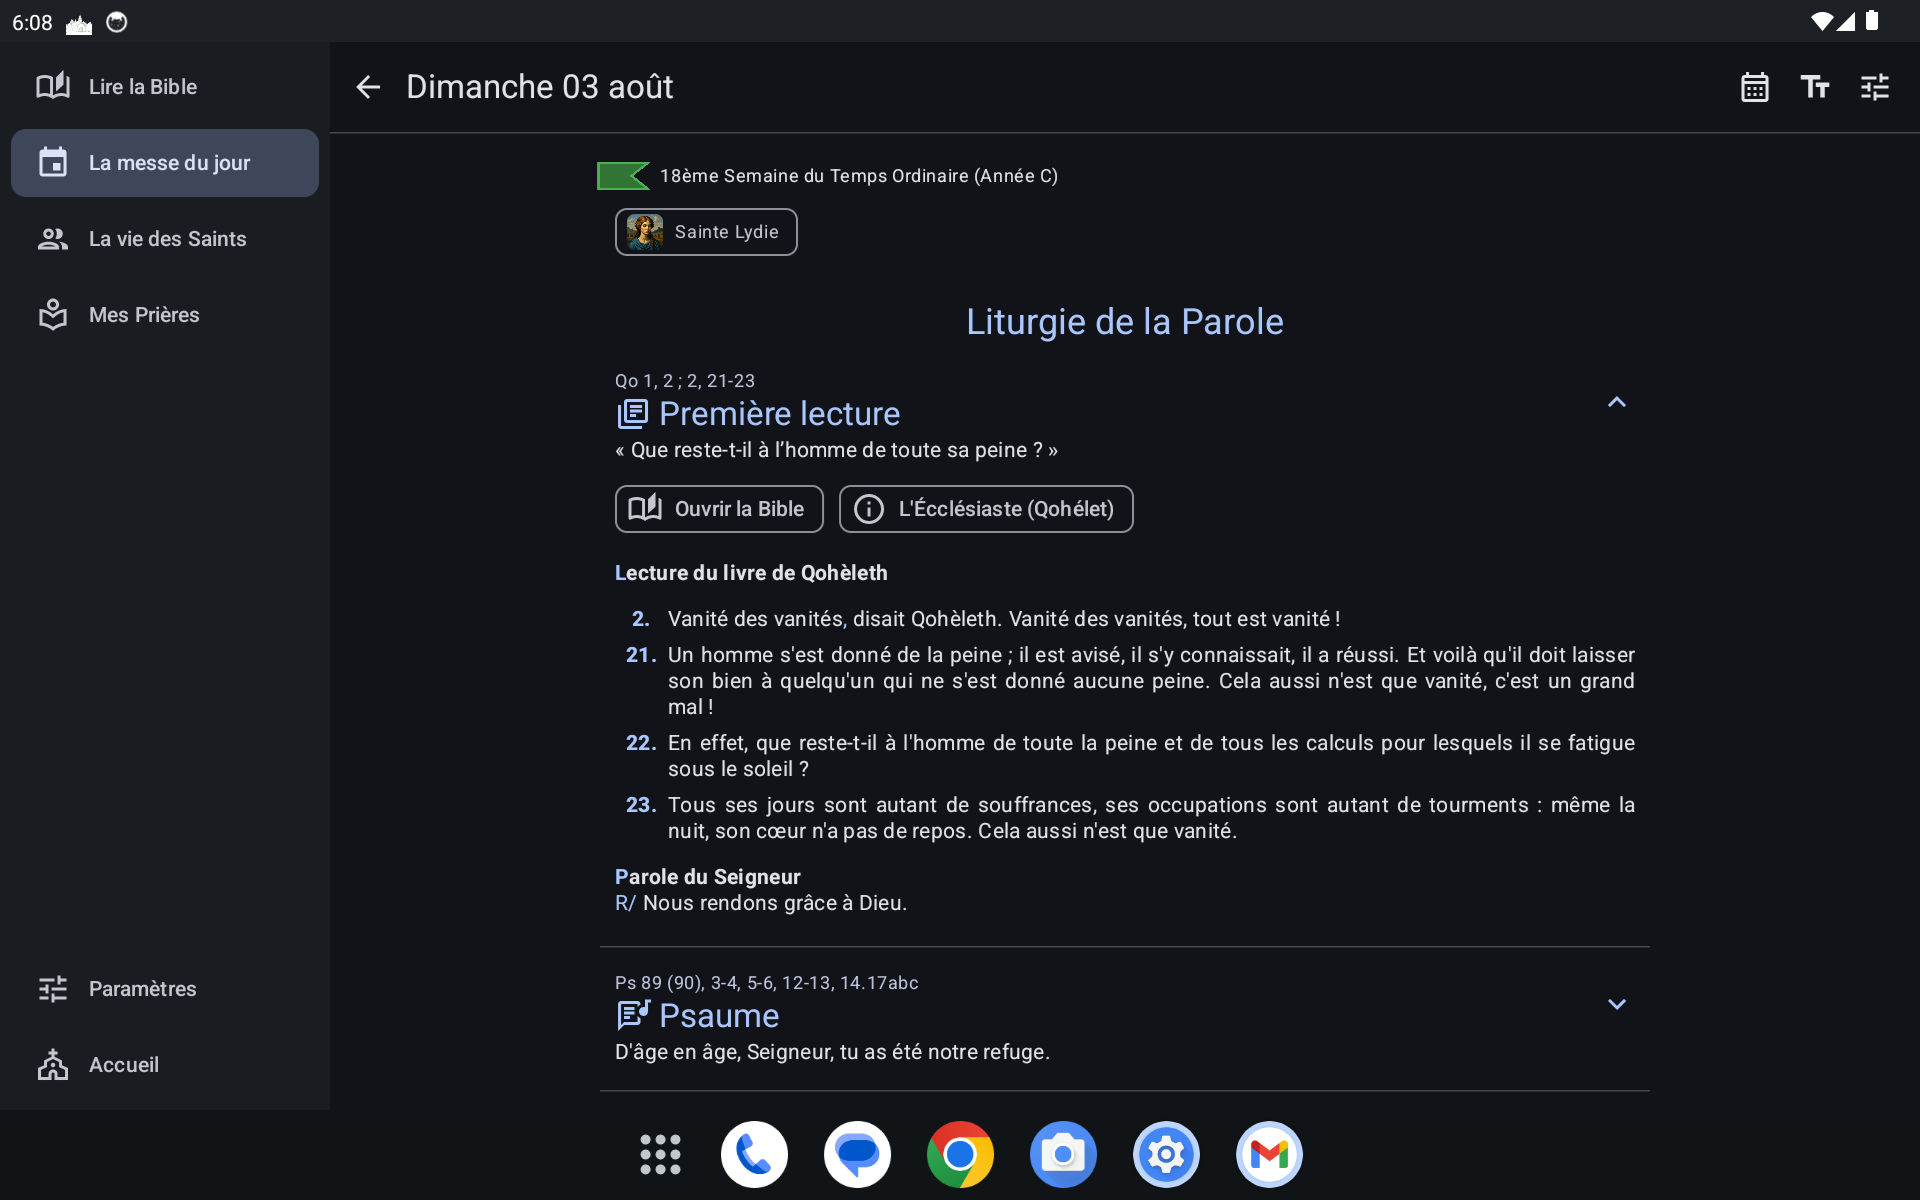 6:08
Lire la Bible
La messe du jour
La vie des Saints
Mes Prières
Paramètres
Accueil
Dimanche 03 août
18ème Semaine du Temps Ordinaire (Année C)
Sainte Lydie
Liturgie de la Parole
Qo 1, 2 ; 2, 21-23
Première lecture
« Que reste-t-il à l’homme de toute sa peine ? »
Ouvrir la Bible
L'Écclésiaste (Qohélet)
Lecture du livre de Qohèleth
2. Vanité des vanités, disait Qohèleth. Vanité des vanités, tout est vanité !
21. Un homme s'est donné de la peine ; il est avisé, il s'y connaissait, il a réussi. Et voilà qu'il doit laisser
son bien à quelqu'un qui ne s'est donné aucune peine. Cela aussi n'est que vanité, c'est un grand
mal !
22. En effet, que reste-t-il à l'homme de toute la peine et de tous les calculs pour lesquels il se fatigue
sous le soleil ?
23. Tous ses jours sont autant de souffrances, ses occupations sont autant de tourments : même la
nuit, son cœur n'a pas de repos. Cela aussi n'est que vanité.
Parole du Seigneur
R/ Nous rendons grâce à Dieu.
Ps 89 (90), 3-4, 5-6, 12-13, 14.17abc
Psaume
D'âge en âge, Seigneur, tu as été notre refuge.